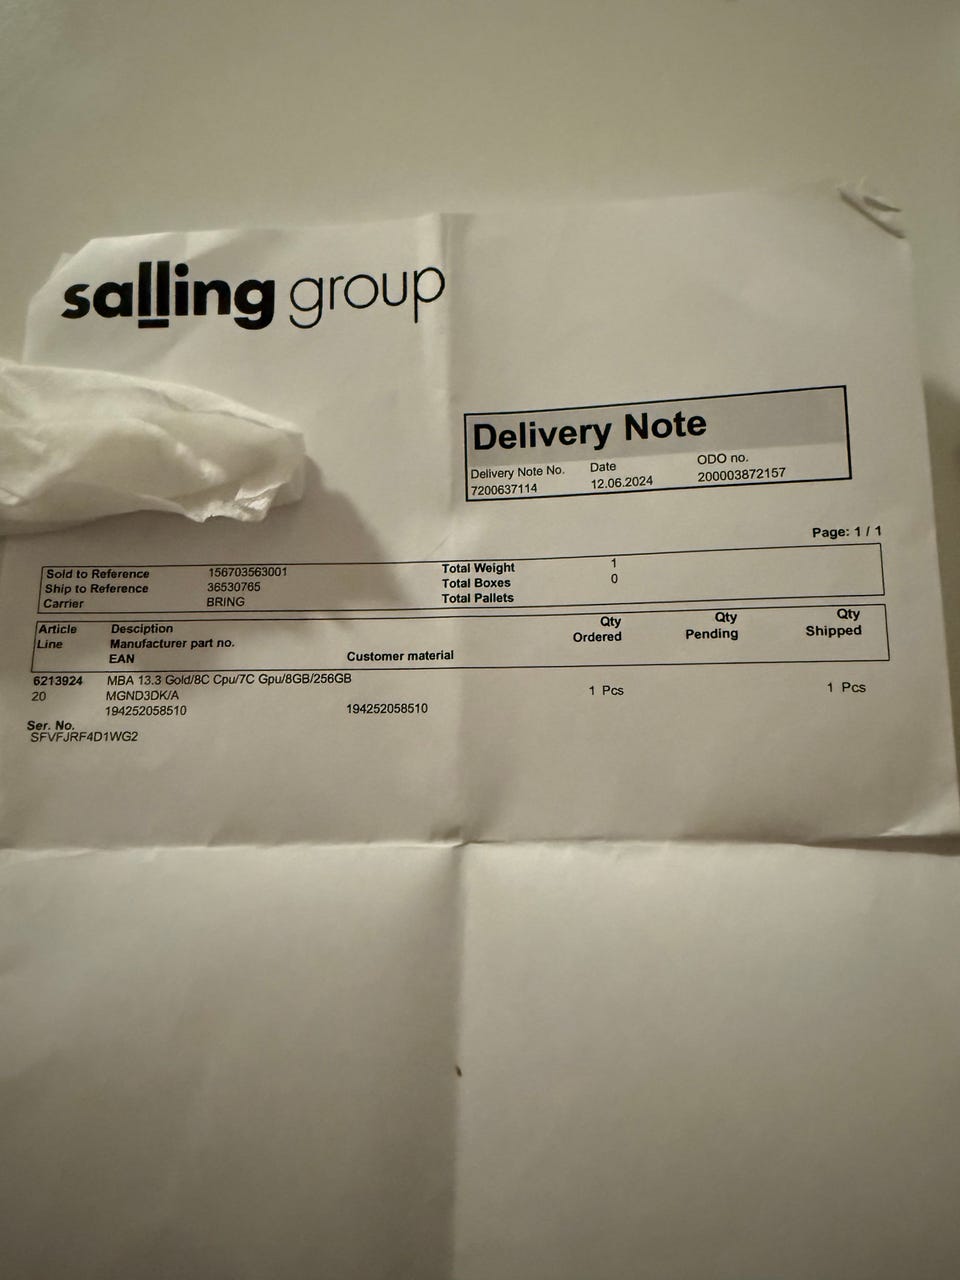 salling group
Delivery Note
Delivery Note No. Date ODO no.
7200637114 12.06.2024 200003872157
Page: 1 / 1
Sold to Reference 156703563001 Total Weight 1
Ship to Reference 36530765 Total Boxes 0
Carrier BRING Total Pallets
Article Desciption Qty Qty Qty
Line Manufacturer part no. Ordered Pending Shipped
EAN Customer material
6213924 MBA 13.3 Gold/8C Cpu/7C Gpu/8GB/256GB
20 MGND3DK/A 1 Pcs 1 Pcs
194252058510 194252058510
Ser. No.
SFVFJRF4D1WG2